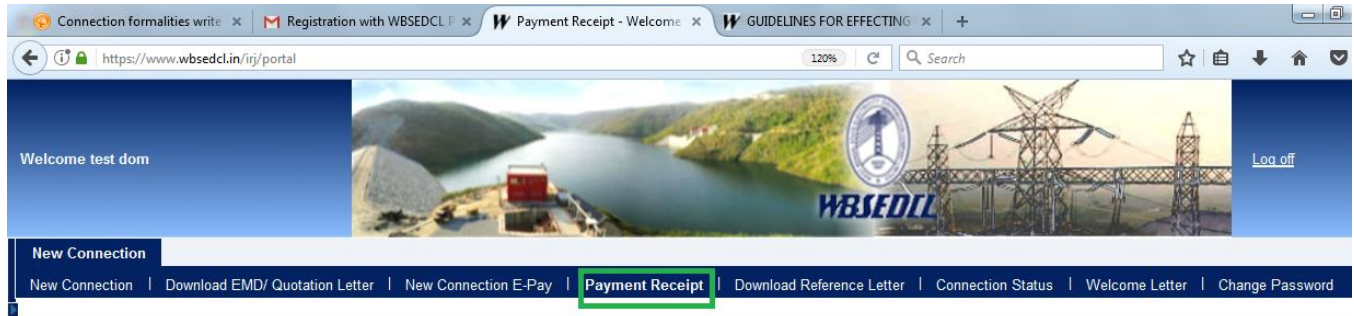 Connection formalities write
Registration with WBSEDCL P
Payment Receipt - Welcome
GUIDELINES FOR EFFECTING
https://www.wbsedcl.in/irj/portal
120%
Search
Welcome test dom
WBSEDCL
Log off
New Connection
New Connection | Download EMD/ Quotation Letter | New Connection E-Pay | Payment Receipt | Download Reference Letter | Connection Status | Welcome Letter | Change Password